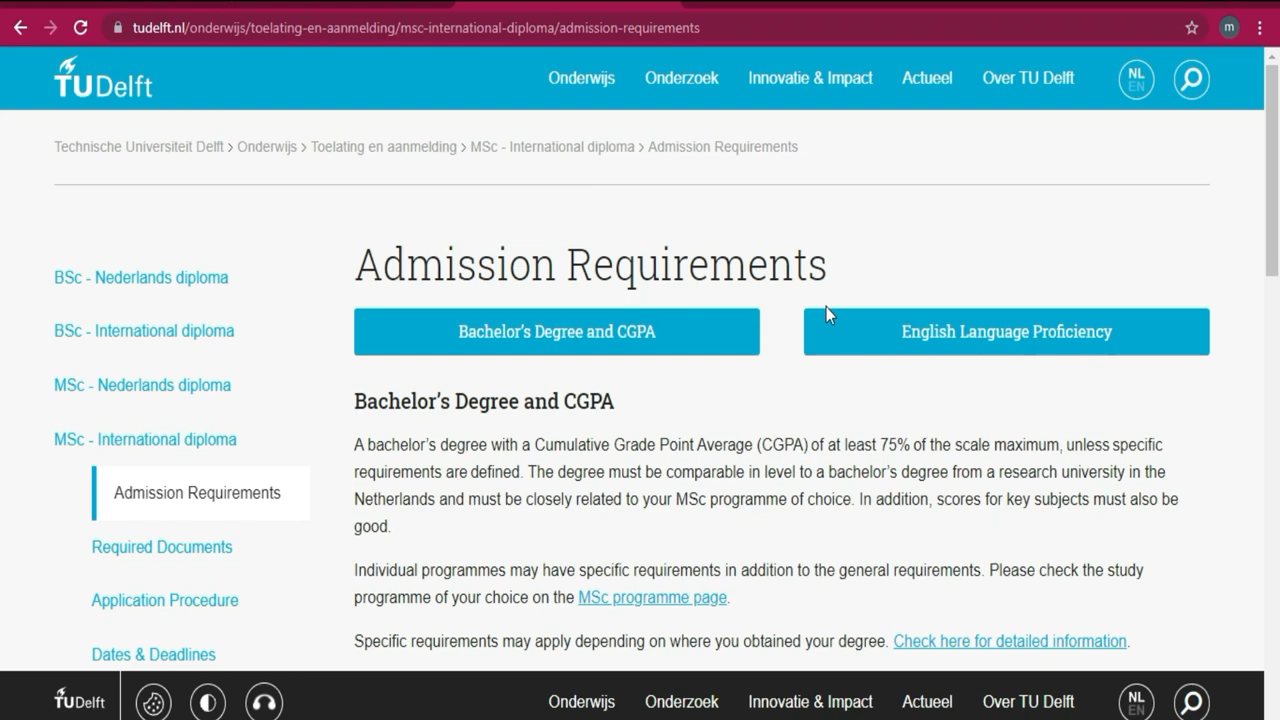 tudelft.nl/onderwijs/toelating-en-aanmelding/msc-international-diploma/admission-requirements
m
TUDelft
Onderwijs Onderzoek Innovatie & Impact Actueel Over TU Delft NL
EN
Technische Universiteit Delft > Onderwijs > Toelating en aanmelding > MSc - International diploma > Admission Requirements
BSc - Nederlands diploma
BSc - International diploma
MSc - Nederlands diploma
MSc - International diploma
Admission Requirements
Required Documents
Application Procedure
Dates & Deadlines
Admission Requirements
Bachelor's Degree and CGPA English Language Proficiency
Bachelor's Degree and CGPA
A bachelor's degree with a Cumulative Grade Point Average (CGPA) of at least 75% of the scale maximum, unless specific
requirements are defined. The degree must be comparable in level to a bachelor's degree from a research university in the
Netherlands and must be closely related to your MSc programme of choice. In addition, scores for key subjects must also be
good.
Individual programmes may have specific requirements in addition to the general requirements. Please check the study
programme of your choice on the MSc programme page.
Specific requirements may apply depending on where you obtained your degree. Check here for detailed information.
TUDelft Onderwijs Onderzoek Innovatie & Impact Actueel Over TU Delft NL
EN